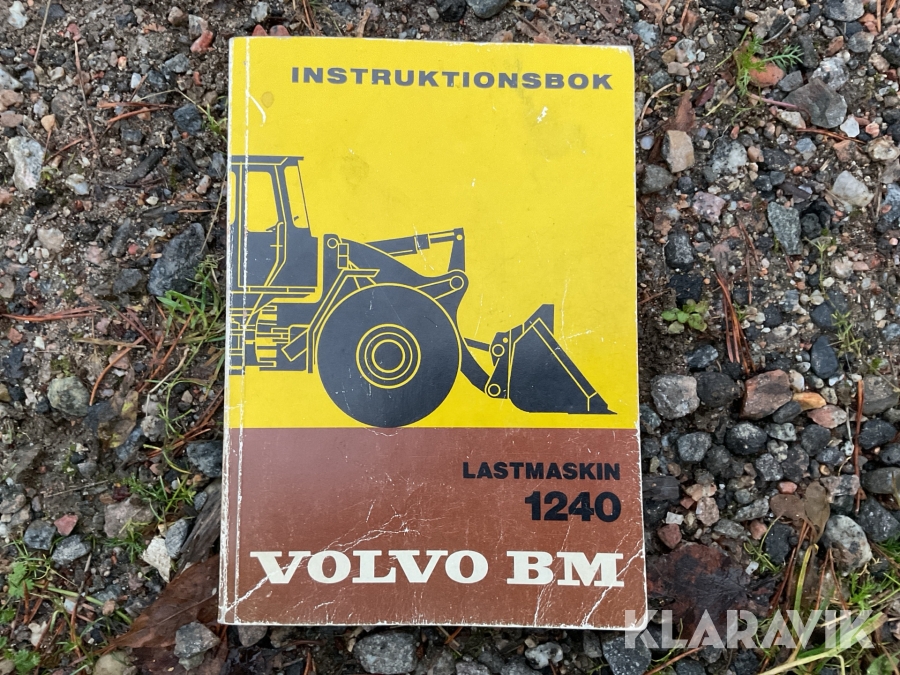 INSTRUKTIONSBOK
LASTMASKIN
1240
VOLVO BM
KLARAVIK